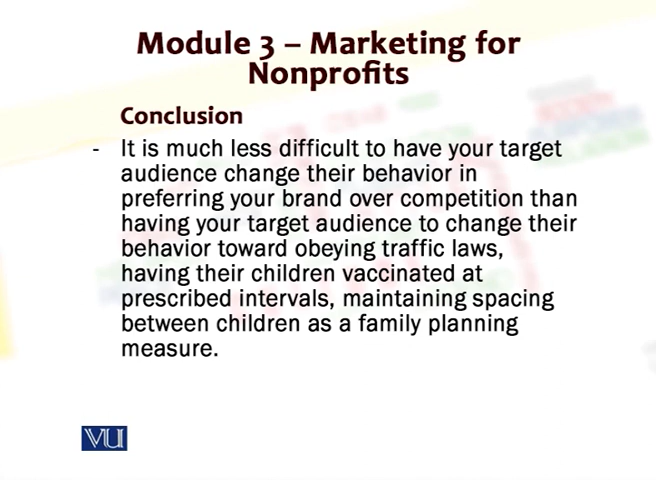 Module 3 – Marketing for
Nonprofits
Conclusion
- It is much less difficult to have your target
audience change their behavior in
preferring your brand over competition than
having your target audience to change their
behavior toward obeying traffic laws,
having their children vaccinated at
prescribed intervals, maintaining spacing
between children as a family planning
measure.
VU